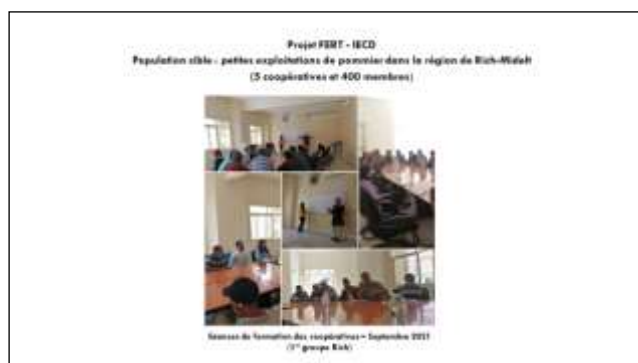 Projet FERT - IECD
Population cible - petites exploitations de pommier dans la région de Rich-Midelt
(5 coopératives et 400 membres)
Séances de formation des coopératives – Septembre 2021
(1er groupe Rich)